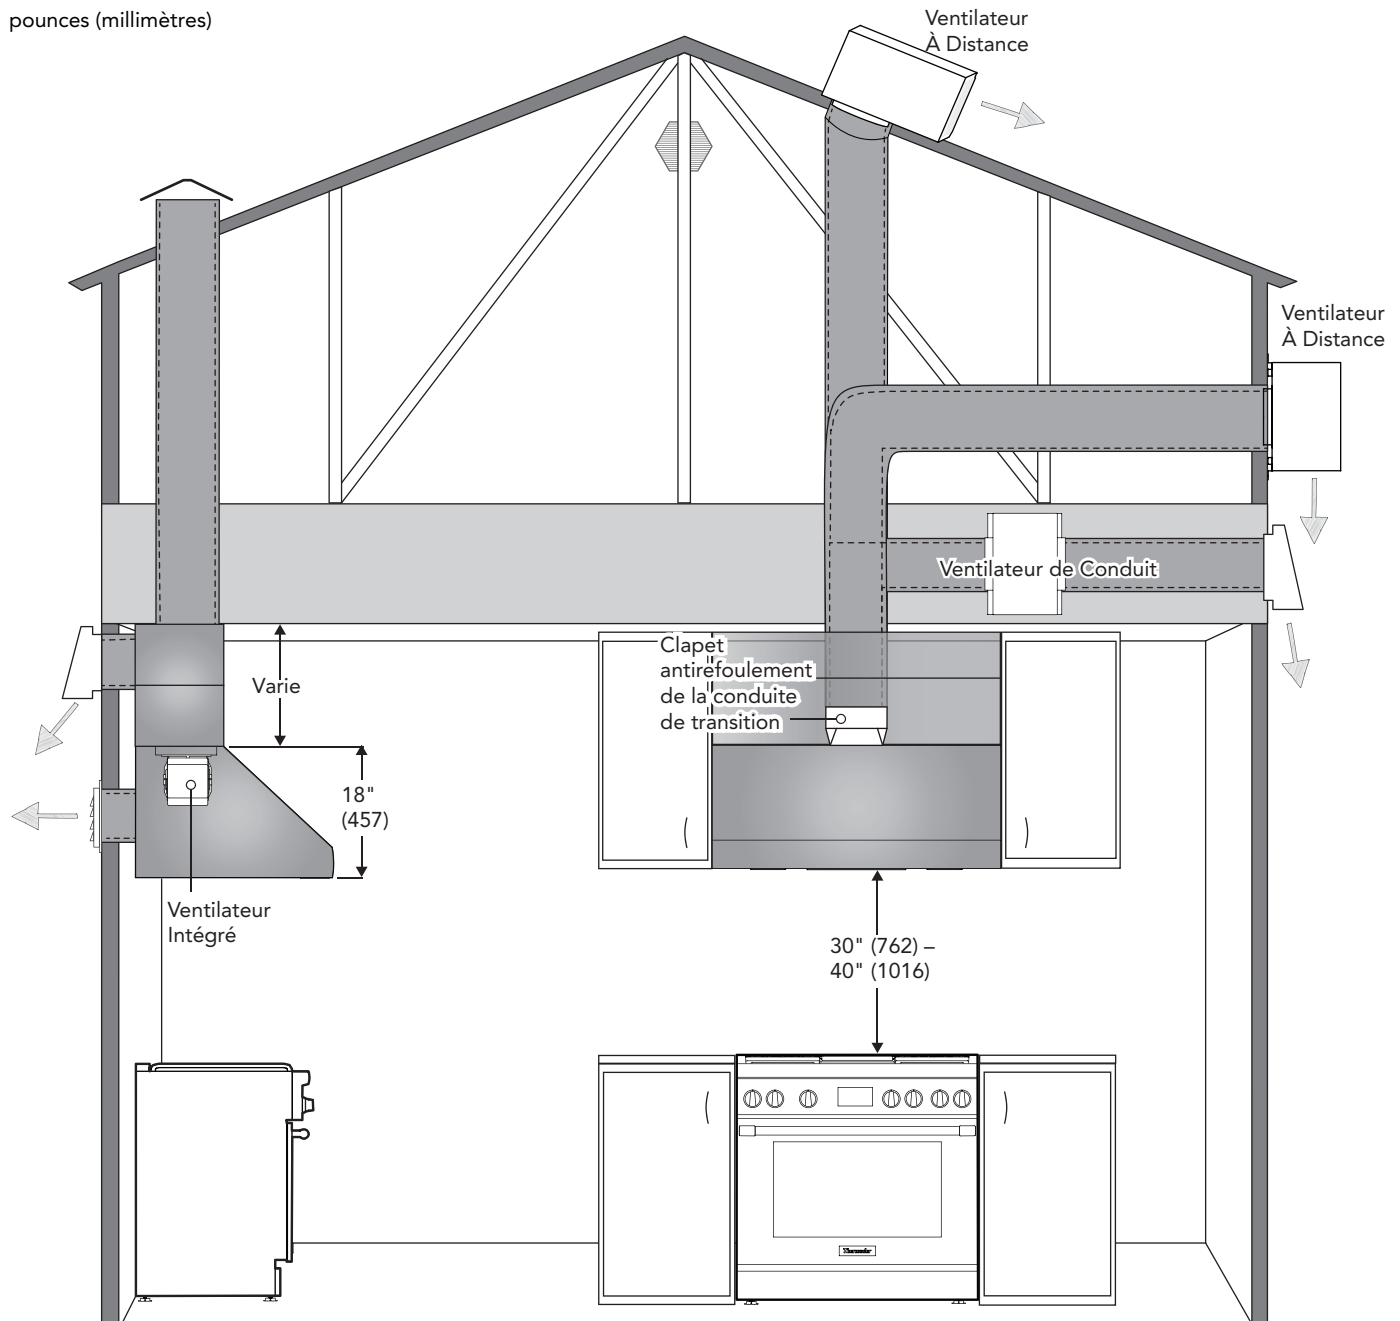 pounces (millimètres)
Ventilateur
À Distance
Ventilateur
À Distance
Ventilateur de Conduit
Clapet
antirefoulement
de la conduite
de transition
Varie
18"
(457)
Ventilateur
Intégré
30" (762) –
40" (1016)
Thermador